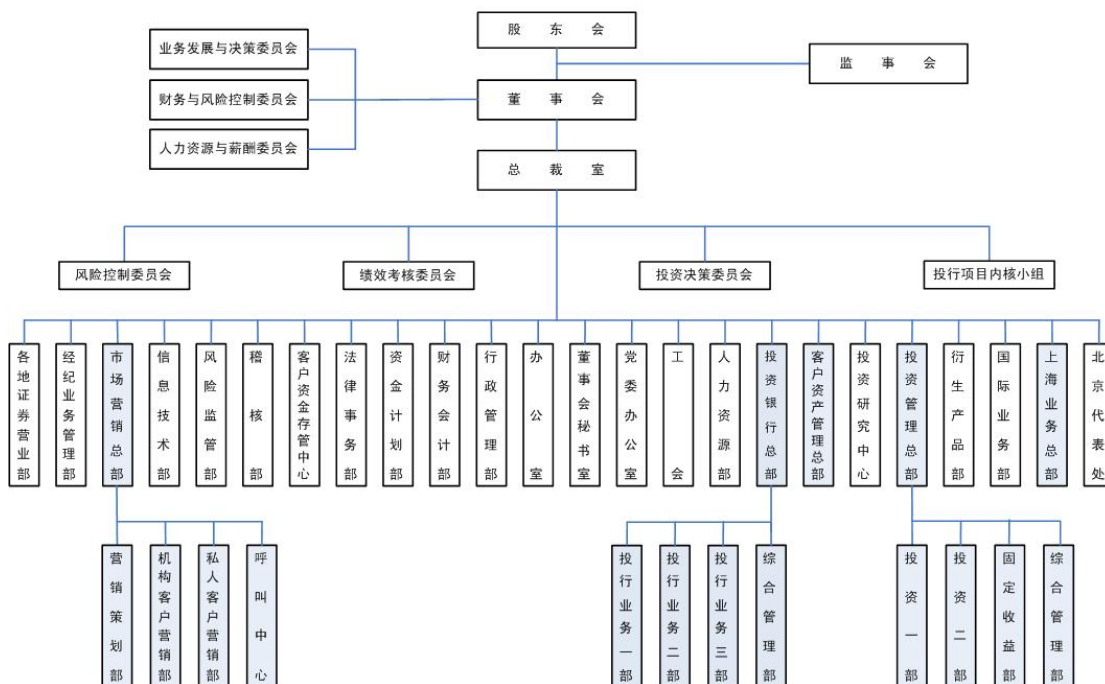 股东会
业务发展与决策委员会
监事会
财务与风险控制委员会
董事会
人力资源与薪酬委员会
总裁室
风险控制委员会
绩效考核委员会
投资决策委员会
投行项目内核小组
各地证券营业部
经纪业务管理部
市场营销总部
信息技术部
风险监管部
稽核部
客户资金存管中心
法律事务部
资金计划部
财务会计部
行政管理部
办公室
董事会秘书室
党委办公室
工会
人力资源部
投资银行总部
客户资产管理总部
投资研究中心
投资管理总部
衍生产品部
国际业务部
上海业务总部
北京代表处
营销策划部
机构客户营销部
私人客户营销部
呼叫中心
投行业务一部
投行业务二部
投行业务三部
综合管理部
投资一部
投资二部
固定收益部
综合管理部